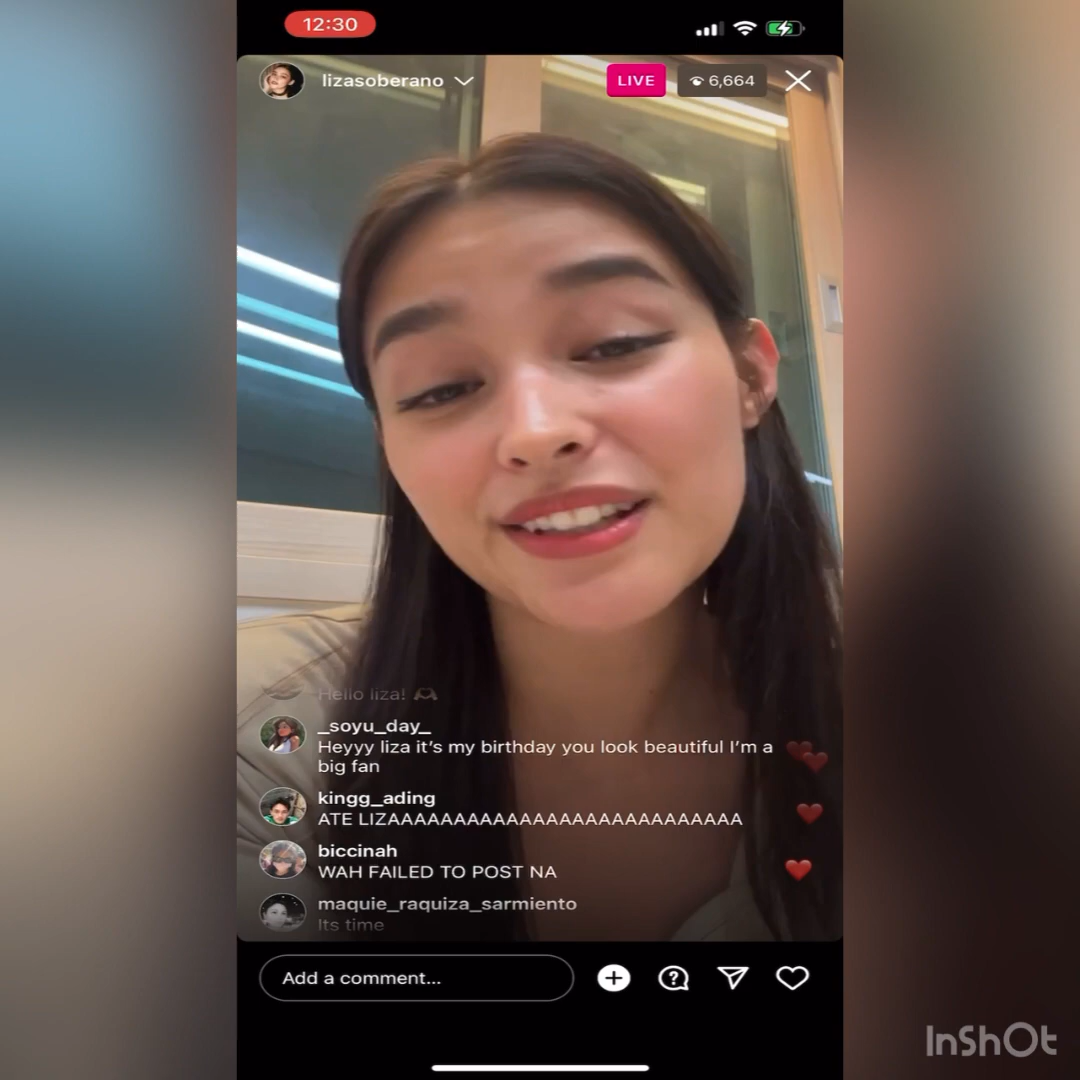 12:30
lizasoberano
LIVE
6,664
Hello liza! 🫶
_soyu_day_
Heyyy liza it's my birthday you look beautiful I'm a
big fan
kingg_ading
ATE LIZAAAAAAAAAAAAAAAAAAAAAAAAAAA
biccinah
WAH FAILED TO POST NA
maquie_raquiza_sarmiento
Its time
Add a comment...
InShOt